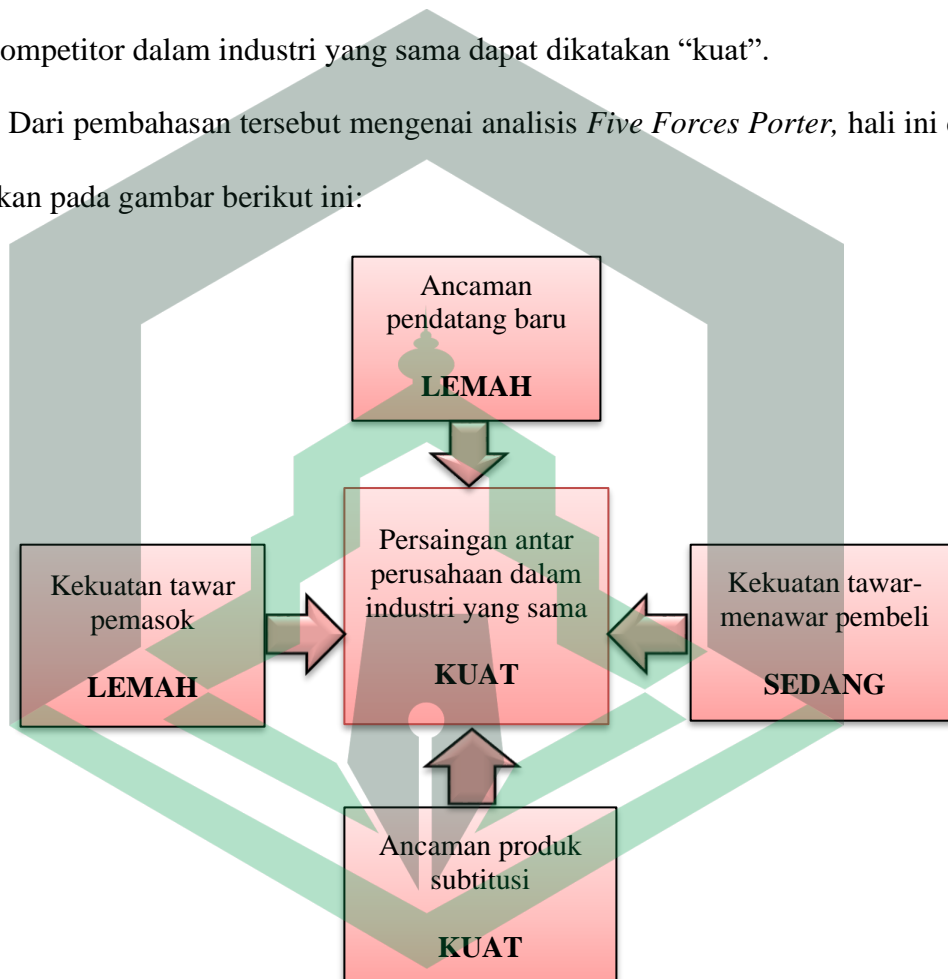 ompetitor dalam industri yang sama dapat dikatakan “kuat”.
Dari pembahasan tersebut mengenai analisis Five Forces Porter, hali ini
kan pada gambar berikut ini:
Ancaman
pendatang baru
LEMAH
Persaingan antar
perusahaan dalam
industri yang sama
KUAT
Kekuatan tawar
pemasok
LEMAH
Kekuatan tawar-
menawar pembeli
SEDANG
Ancaman produk
subtitusi
KUAT